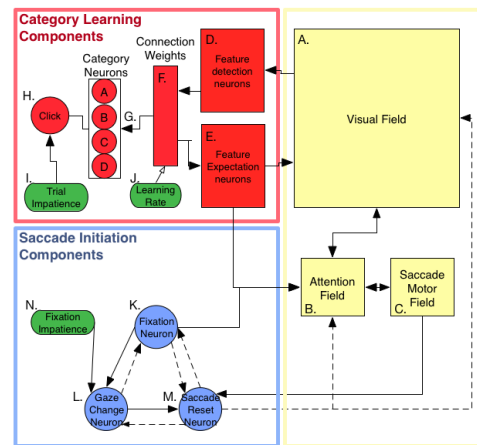 Category Learning
Components
Category
Neurons
Connection
Weights
D.
Feature
detection
neurons
A.
Visual Field
H.
Click
A
B
C
D
G.
F.
E.
Feature
Expectation
neurons
I.
Trial
Impatience
J.
Learning
Rate
Saccade Initiation
Components
N.
Fixation
Impatience
K.
Fixation
Neuron
L.
Gaze
Change
Neuron
M.
Saccade
Reset
Neuron
Attention
Field
B.
Saccade
Motor
Field
C.